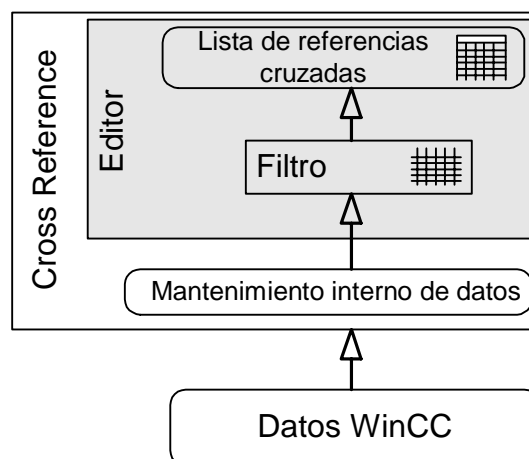 Lista de referencias
cruzadas
Editor
Filtro
Cross Reference
Mantenimiento interno de datos
Datos WinCC